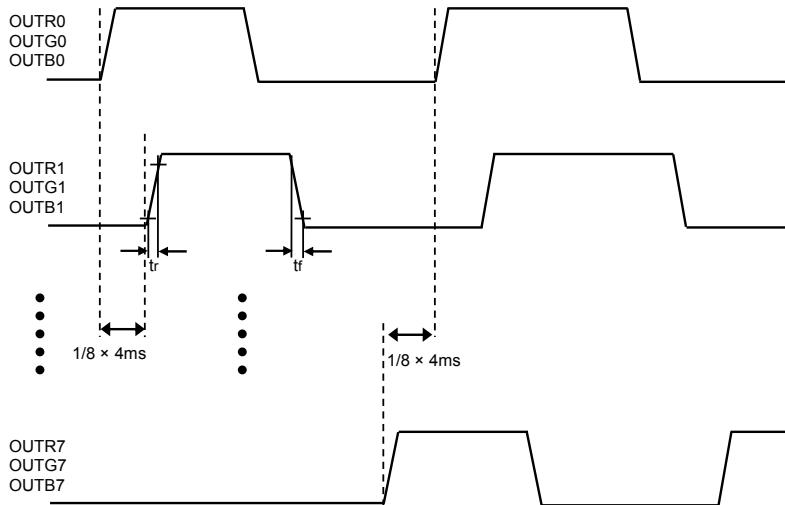 OUTR0
OUTG0
OUTB0
OUTR1
OUTG1
OUTB1
tr
tf
1/8 × 4ms
1/8 × 4ms
OUTR7
OUTG7
OUTB7